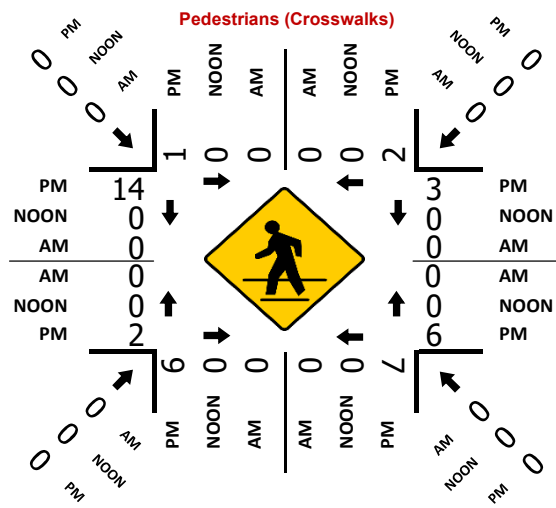 Pedestrians (Crosswalks)
0 PM
0 NOON
0 AM
PM NOON AM AM NOON PM
PM 0
NOON 0
AM 0
1 0 0 0 0 2
PM 14 3 PM
NOON 0 0 NOON
AM 0 0 AM
AM 0 0 AM
NOON 0 0 NOON
PM 2 6 PM
9 0 0 0 0 7
0 AM
0 NOON
0 PM
PM NOON AM AM NOON PM
AM 0
NOON 0
PM 0